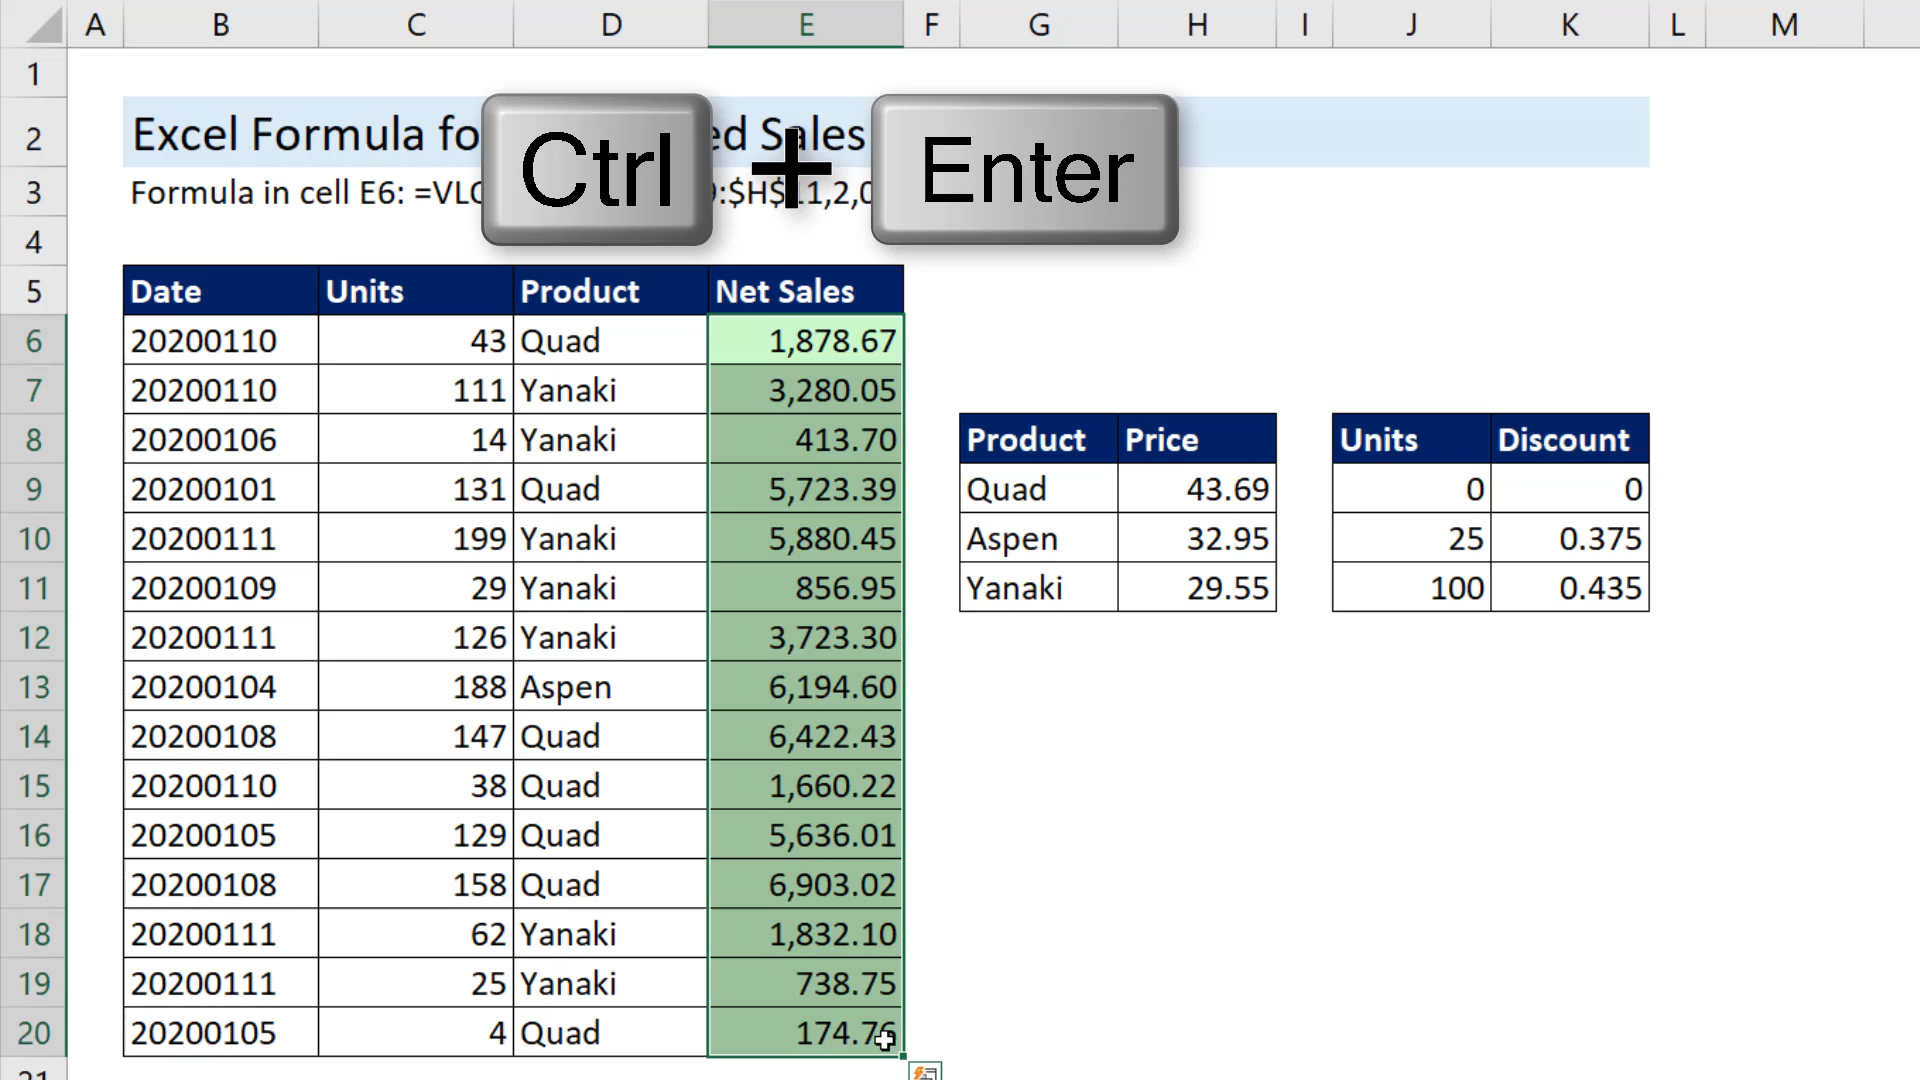 A B C D E F G H I J K L M
1
2 Excel Formula fo ed Sales
3 Formula in cell E6: =VLO :$H$11,2,0
Ctrl + Enter
4
5 Date Units Product Net Sales
6 20200110 43 Quad 1,878.67
7 20200110 111 Yanaki 3,280.05
8 20200106 14 Yanaki 413.70 Product Price Units Discount
9 20200101 131 Quad 5,723.39 Quad 43.69 0 0
10 20200111 199 Yanaki 5,880.45 Aspen 32.95 25 0.375
11 20200109 29 Yanaki 856.95 Yanaki 29.55 100 0.435
12 20200111 126 Yanaki 3,723.30
13 20200104 188 Aspen 6,194.60
14 20200108 147 Quad 6,422.43
15 20200110 38 Quad 1,660.22
16 20200105 129 Quad 5,636.01
17 20200108 158 Quad 6,903.02
18 20200111 62 Yanaki 1,832.10
19 20200111 25 Yanaki 738.75
20 20200105 4 Quad 174.76
21